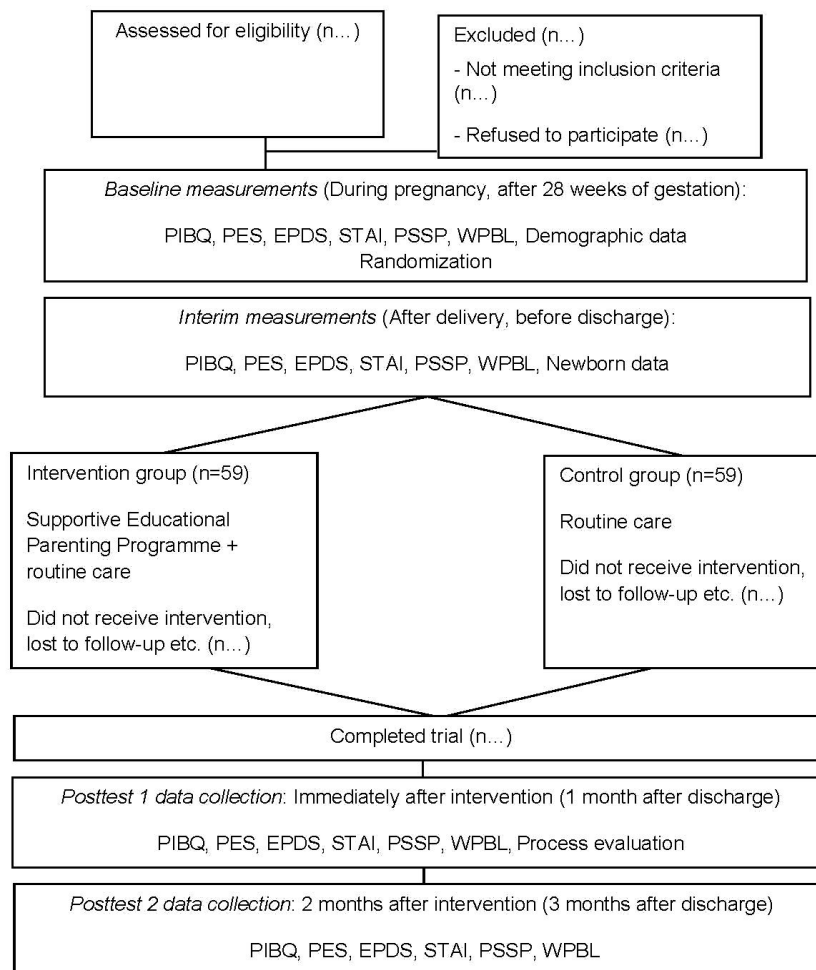 Assessed for eligibility (n…)
Excluded (n…)
- Not meeting inclusion criteria
(n…)
- Refused to participate (n…)
Baseline measurements (During pregnancy, after 28 weeks of gestation):
PIBQ, PES, EPDS, STAI, PSSP, WPBL, Demographic data
Randomization
Interim measurements (After delivery, before discharge):
PIBQ, PES, EPDS, STAI, PSSP, WPBL, Newborn data
Intervention group (n=59)
Supportive Educational
Parenting Programme +
routine care
Did not receive intervention,
lost to follow-up etc. (n…)
Control group (n=59)
Routine care
Did not receive intervention,
lost to follow-up etc. (n…)
Completed trial (n…)
Posttest 1 data collection: Immediately after intervention (1 month after discharge)
PIBQ, PES, EPDS, STAI, PSSP, WPBL, Process evaluation
Posttest 2 data collection: 2 months after intervention (3 months after discharge)
PIBQ, PES, EPDS, STAI, PSSP, WPBL